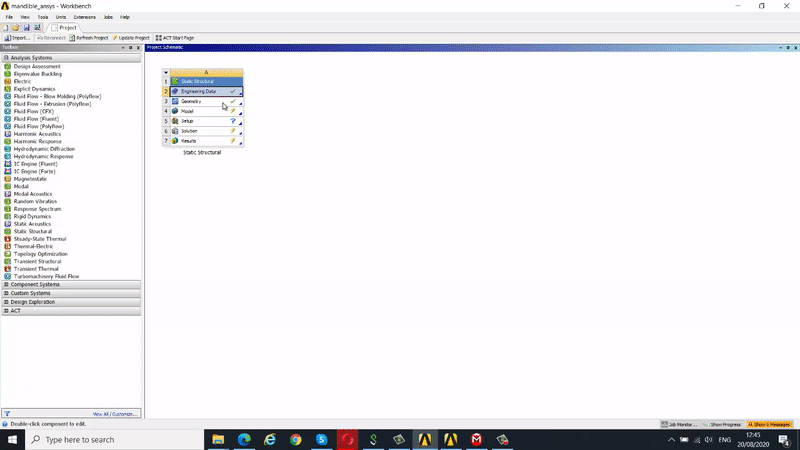 mandible_ansys - Workbench
File View Tools Units Extensions Jobs Help
Project
Import... Reconnect Refresh Project Update Project ACT Start Page
Toolbox
Project Schematic
Analysis Systems
Design Assessment
Eigenvalue Buckling
Electric
Explicit Dynamics
Fluid Flow - Blow Molding (Polyflow)
Fluid Flow - Extrusion (Polyflow)
Fluid Flow (CFX)
Fluid Flow (Fluent)
Fluid Flow (Polyflow)
Harmonic Acoustics
Harmonic Response
Hydrodynamic Diffraction
Hydrodynamic Response
IC Engine (Fluent)
IC Engine (Forte)
Magnetostatic
Modal
Modal Acoustics
Random Vibration
Response Spectrum
Rigid Dynamics
Static Acoustics
Static Structural
Steady-State Thermal
Thermal-Electric
Topology Optimization
Transient Structural
Transient Thermal
Turbomachinery Fluid Flow
Component Systems
Custom Systems
Design Exploration
ACT
View All / Customize...
A
1 Static Structural
2 Engineering Data
3 Geometry
4 Model
5 Setup
6 Solution
7 Results
Static Structural
Double-click component to edit.
Job Monitor... Show Progress Show 6 Messages
Type here to search
ENG
12:45
20/08/2020
4